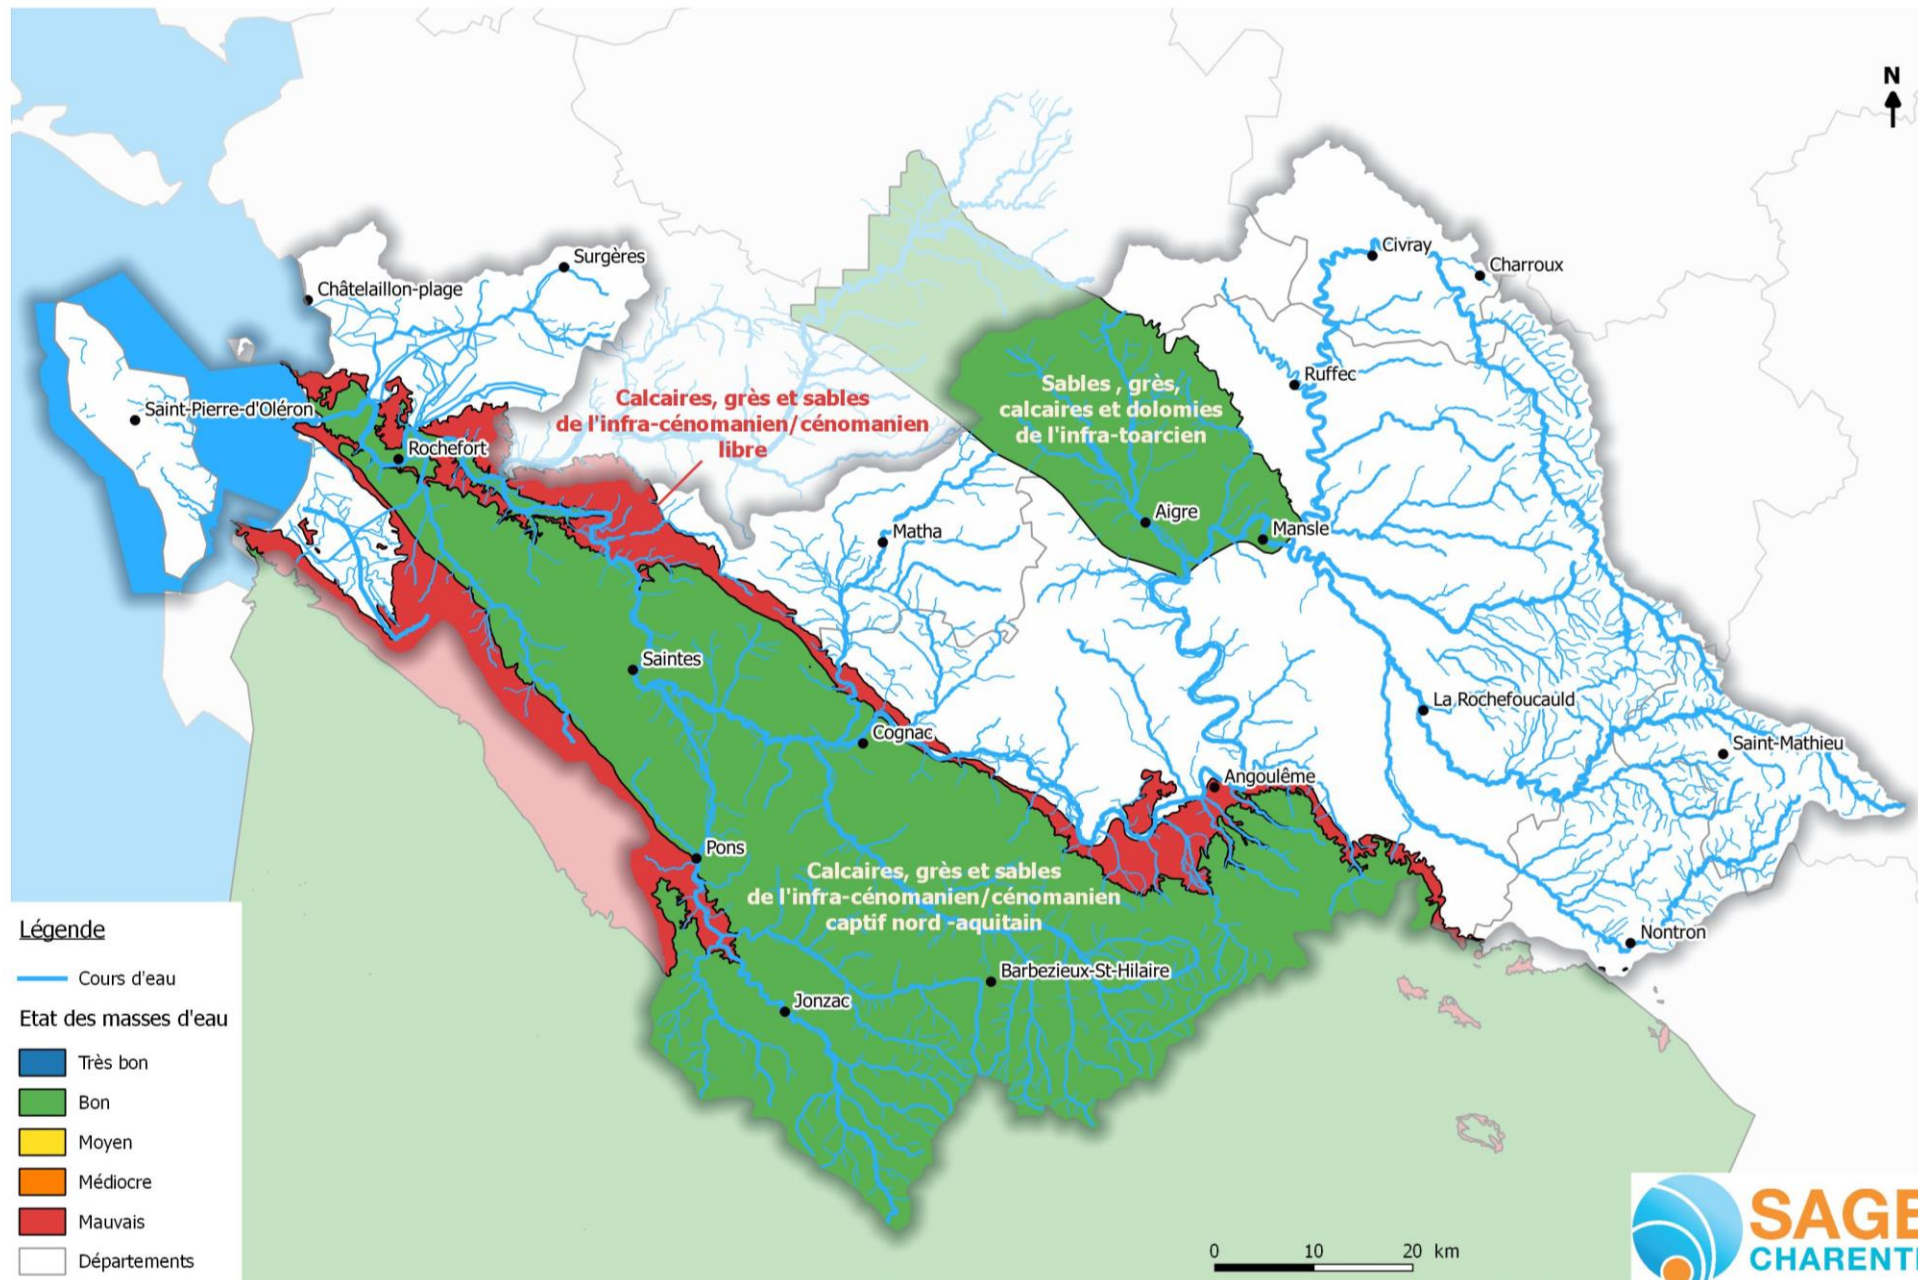 N
Civray
Charroux
Surgères
Châtelaillon-plage
Ruffec
Saint-Pierre-d'Oléron
Calcaires, grès et sables
de l'infra-cénomanien/cénomanien
libre
Sables , grès,
calcaires et dolomies
de l'infra-toarcien
Rochefort
Aigre
Mansle
Matha
Saintes
La Rochefoucauld
Cognac
Saint-Mathieu
Angoulême
Pons
Calcaires, grès et sables
de l'infra-cénomanien/cénomanien
captif nord -aquitain
Nontron
Barbezieux-St-Hilaire
Jonzac
Légende
Cours d'eau
Etat des masses d'eau
Très bon
Bon
Moyen
Médiocre
Mauvais
Départements
0 10 20 km
SAGE
CHARENT